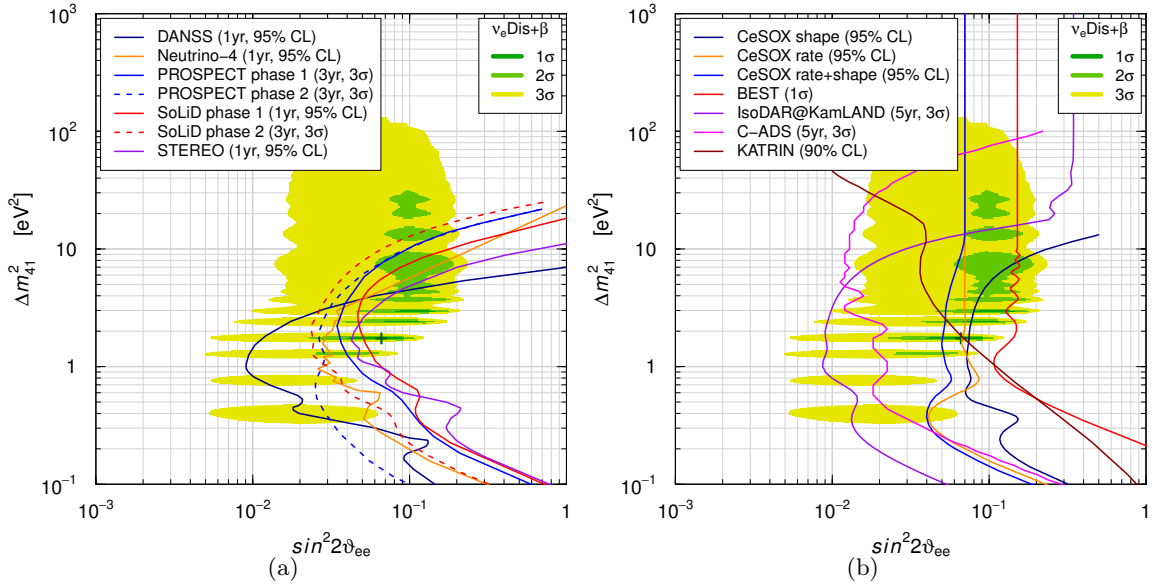 DANSS (1yr, 95% CL)
Neutrino−4 (1yr, 95% CL)
PROSPECT phase 1 (3yr, 3σ)
PROSPECT phase 2 (3yr, 3σ)
SoLiD phase 1 (1yr, 95% CL)
SoLiD phase 2 (3yr, 3σ)
STEREO (1yr, 95% CL)
νeDis+β
1σ
2σ
3σ
Δm²₄₁ [eV²]
10³
10²
10
1
10⁻¹
10⁻³
10⁻²
10⁻¹
1
sin²2ϑee
(a)
CeSOX shape (95% CL)
CeSOX rate (95% CL)
CeSOX rate+shape (95% CL)
BEST (1σ)
IsoDAR@KamLAND (5yr, 3σ)
C−ADS (5yr, 3σ)
KATRIN (90% CL)
νeDis+β
1σ
2σ
3σ
Δm²₄₁ [eV²]
10³
10²
10
1
10⁻¹
10⁻³
10⁻²
10⁻¹
1
sin²2ϑee
(b)